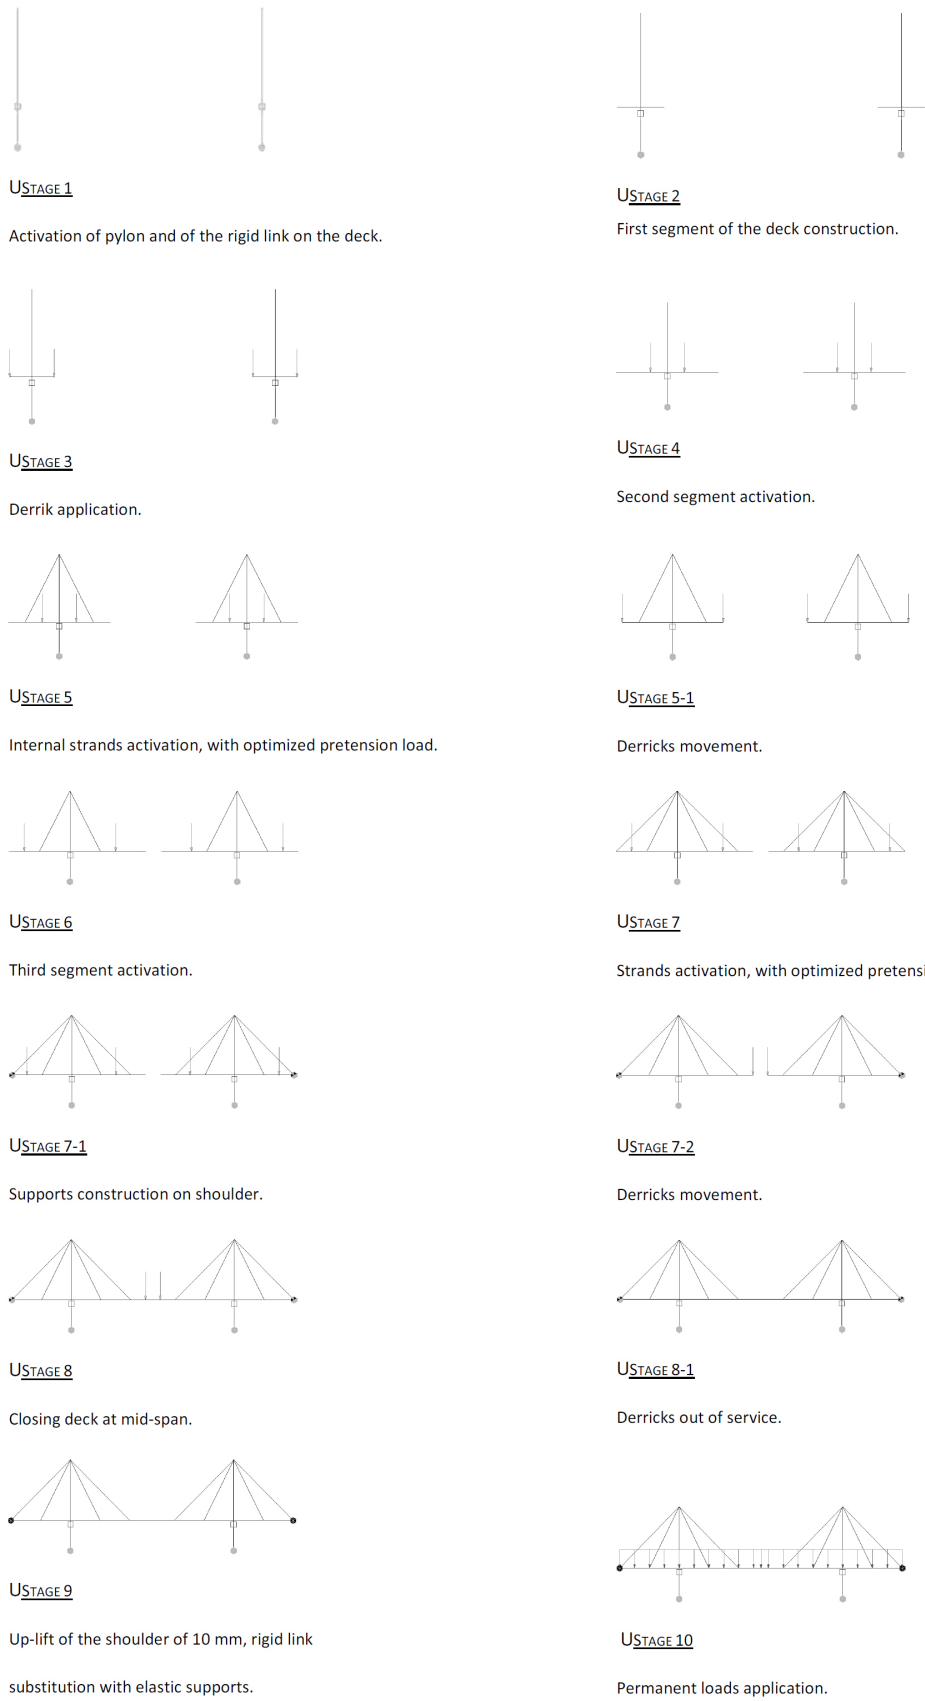 USTAGE 1
USTAGE 2
Activation of pylon and of the rigid link on the deck.
First segment of the deck construction.
USTAGE 3
USTAGE 4
Derrik application.
Second segment activation.
USTAGE 5
USTAGE 5-1
Internal strands activation, with optimized pretension load.
Derricks movement.
USTAGE 6
USTAGE 7
Third segment activation.
Strands activation, with optimized pretensi
USTAGE 7-1
USTAGE 7-2
Supports construction on shoulder.
Derricks movement.
USTAGE 8
USTAGE 8-1
Closing deck at mid-span.
Derricks out of service.
USTAGE 9
USTAGE 10
Up-lift of the shoulder of 10 mm, rigid link
substitution with elastic supports.
Permanent loads application.